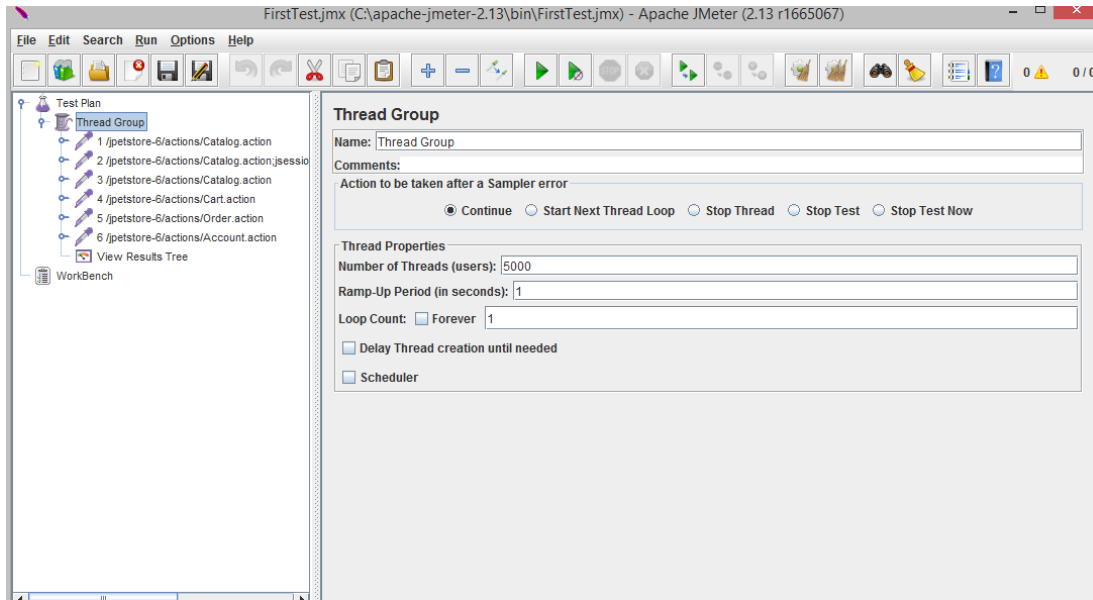 FirstTest.jmx (C:\apache-jmeter-2.13\bin\FirstTest.jmx) - Apache JMeter (2.13 r1665067)
File Edit Search Run Options Help
STOP
0
0 / 0
Test Plan
Thread Group
1 /jpetstore-6/actions/Catalog.action
2 /jpetstore-6/actions/Catalog.action;jsessio
3 /jpetstore-6/actions/Catalog.action
4 /jpetstore-6/actions/Cart.action
5 /jpetstore-6/actions/Order.action
6 /jpetstore-6/actions/Account.action
View Results Tree
WorkBench
Thread Group
Name: Thread Group
Comments:
Action to be taken after a Sampler error
Continue Start Next Thread Loop Stop Thread Stop Test Stop Test Now
Thread Properties
Number of Threads (users): 5000
Ramp-Up Period (in seconds): 1
Loop Count: Forever 1
Delay Thread creation until needed
Scheduler